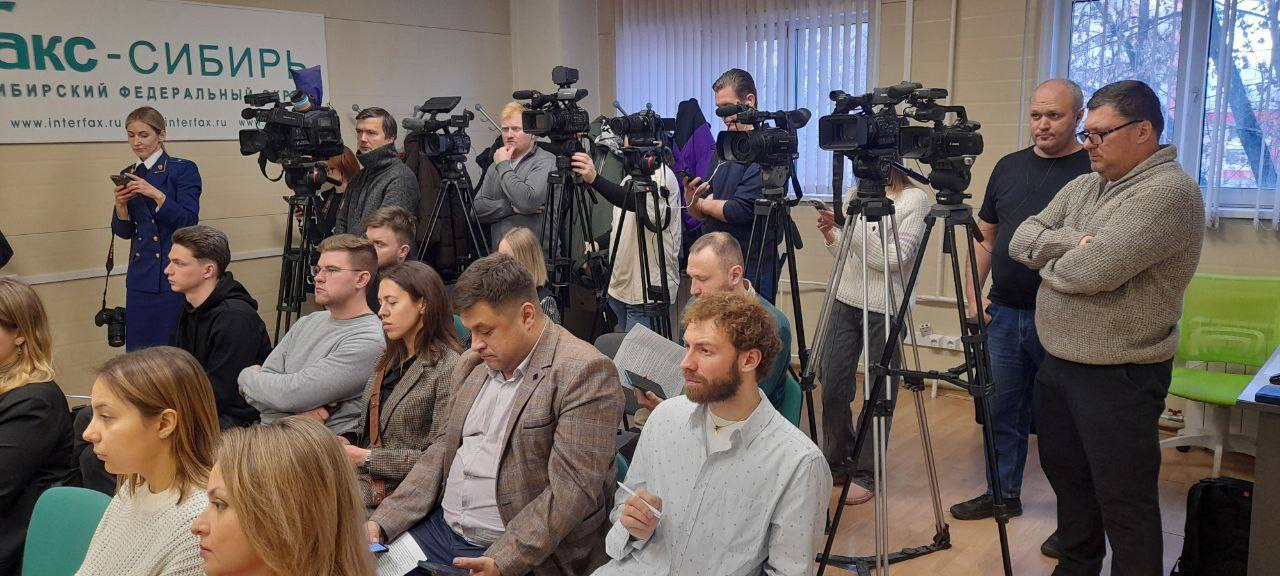 акс-СИБИРЬ
ИБИРСКИЙ ФЕДЕРАЛЬНЫЙ
www.interfax.ru interfax.ru